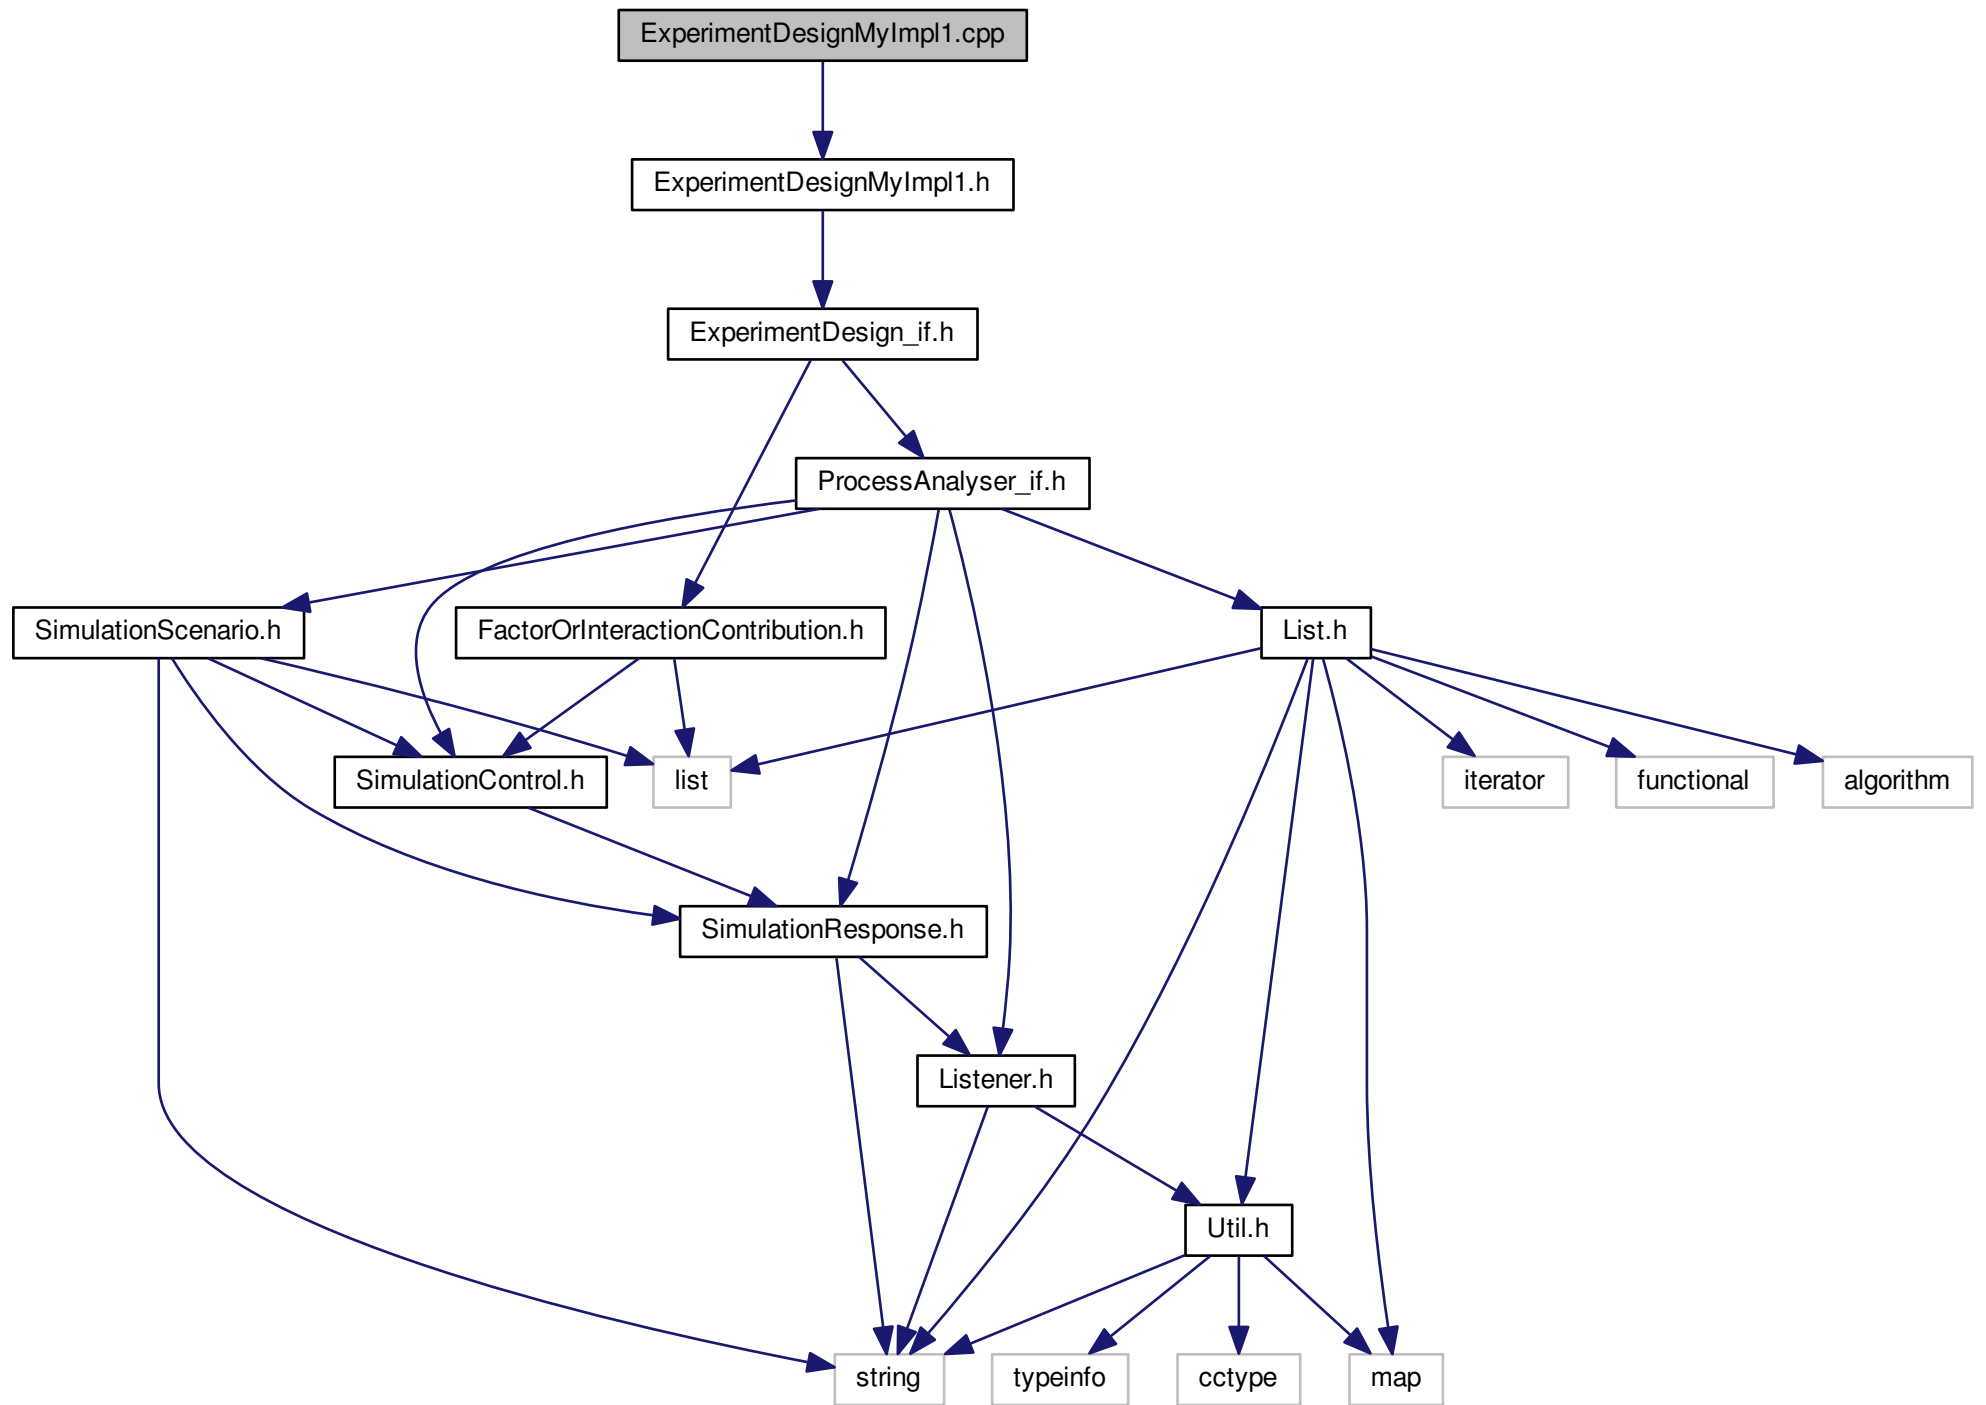 ExperimentDesignMyImpl1.cpp
ExperimentDesignMyImpl1.h
ExperimentDesign_if.h
ProcessAnalyser_if.h
SimulationScenario.h
FactorOrInteractionContribution.h
List.h
SimulationControl.h
list
iterator
functional
algorithm
SimulationResponse.h
Listener.h
Util.h
string
typeinfo
cctype
map